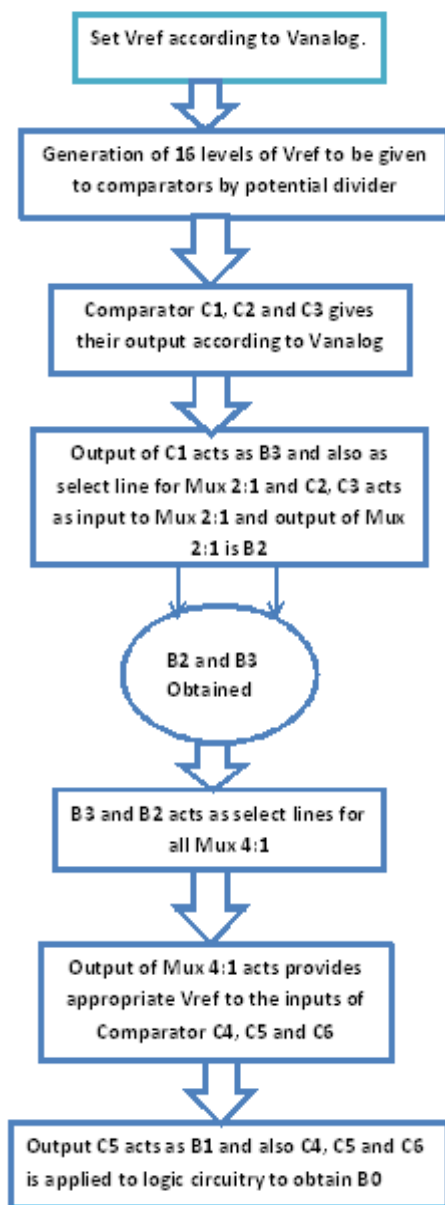 Set Vref according to Vanalog.
Generation of 16 levels of Vref to be given
to comparators by potential divider
Comparator C1, C2 and C3 gives
their output according to Vanalog
Output of C1 acts as B3 and also as
select line for Mux 2:1 and C2, C3 acts
as input to Mux 2:1 and output of Mux
2:1 is B2
B2 and B3
Obtained
B3 and B2 acts as select lines for
all Mux 4:1
Output of Mux 4:1 acts provides
appropriate Vref to the inputs of
Comparator C4, C5 and C6
Output C5 acts as B1 and also C4, C5 and C6
is applied to logic circuitry to obtain B0